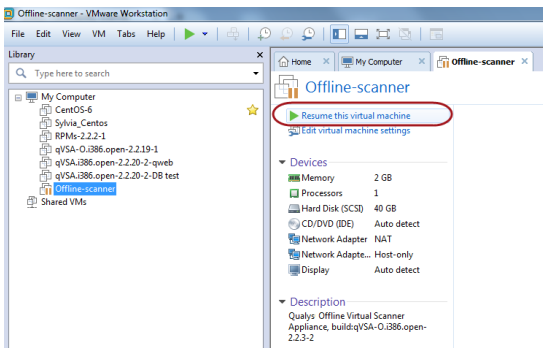 Offline-scanner - VMware Workstation
File Edit View VM Tabs Help
Library ×
Type here to search
My Computer
CentOS-6
Sylvia_Centos
RPMs-2.2.2-1
qVSA-O.i386.open-2.2.19-1
qVSA.i386.open-2.2.20-2-qweb
qVSA.i386.open-2.2.20-2-DB test
Offline-scanner
Shared VMs
Home × My Computer × Offline-scanner ×
Offline-scanner
Resume this virtual machine
Edit virtual machine settings
Devices
Memory 2 GB
Processors 1
Hard Disk (SCSI) 40 GB
CD/DVD (IDE) Auto detect
Network Adapter NAT
Network Adapte... Host-only
Display Auto detect
Description
Qualys Offline Virtual Scanner
Appliance, build:qVSA-O.i386.open-
2.2.3-2